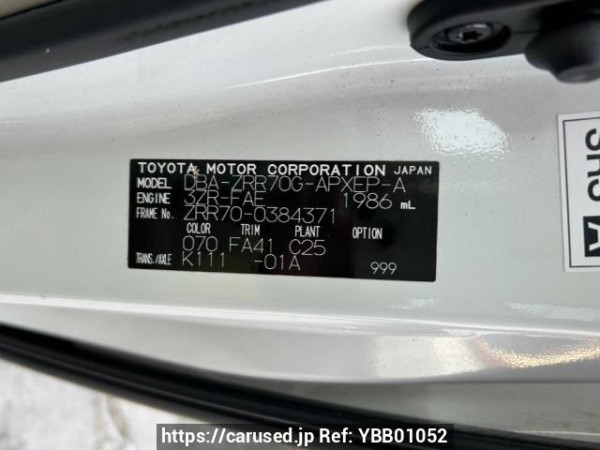 TOYOTA MOTOR CORPORATION JAPAN
MODEL DBA-ZRR70G-APXEP-A
ENGINE 3ZR-FAE 1986 mL
FRAME No. ZRR70-0384371
COLOR TRIM PLANT OPTION
070 FA41 C25
TRANS./AXLE K111 -01A 999
SRS A
https://carused.jp Ref: YBB01052